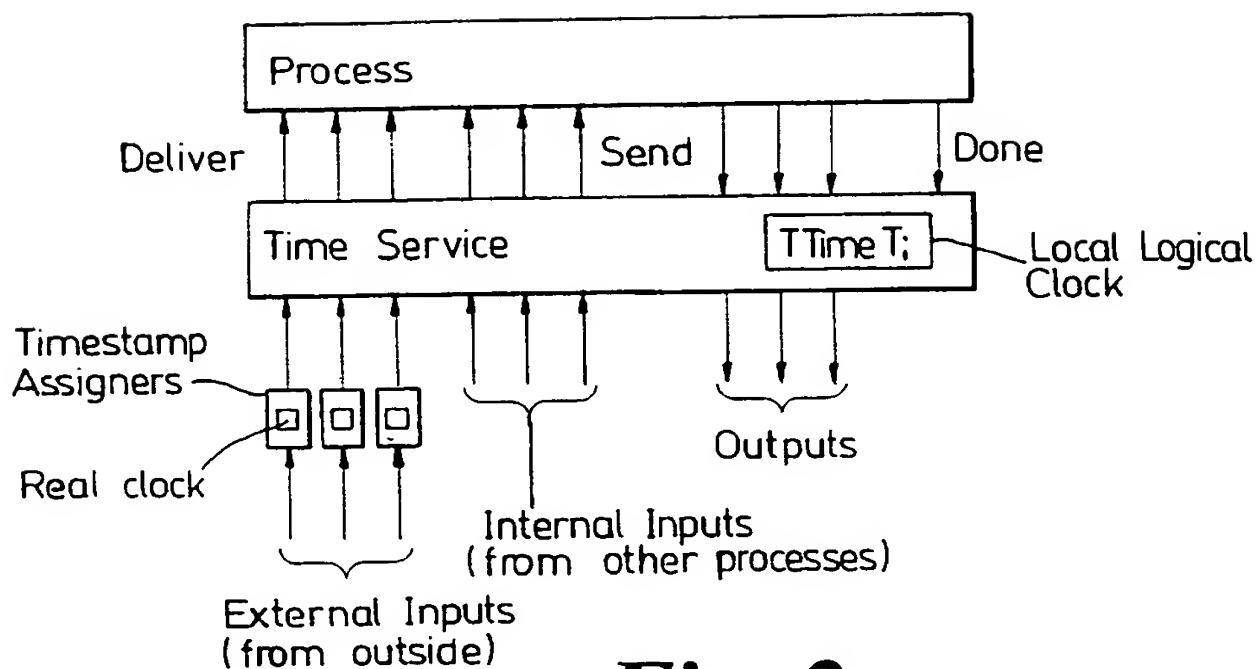 Process
Deliver
Send
Done
Time Service
TTime Ti
Local Logical
Clock
Timestamp
Assigners
Real clock
Outputs
Internal Inputs
(from other processes)
External Inputs
(from outside)